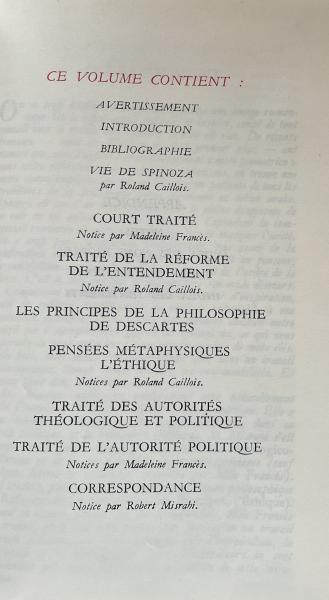 CE VOLUME CONTIENT :
AVERTISSEMENT
INTRODUCTION
BIBLIOGRAPHIE
VIE DE SPINOZA
par Roland Caillois.
COURT TRAITÉ
Notice par Madeleine Francès.
TRAITÉ DE LA RÉFORME
DE L'ENTENDEMENT
Notice par Roland Caillois.
LES PRINCIPES DE LA PHILOSOPHIE
DE DESCARTES
PENSÉES MÉTAPHYSIQUES
L'ÉTHIQUE
Notices par Roland Caillois.
TRAITÉ DES AUTORITÉS
THÉOLOGIQUE ET POLITIQUE
TRAITÉ DE L'AUTORITÉ POLITIQUE
Notices par Madeleine Francès.
CORRESPONDANCE
Notice par Robert Misrahi.